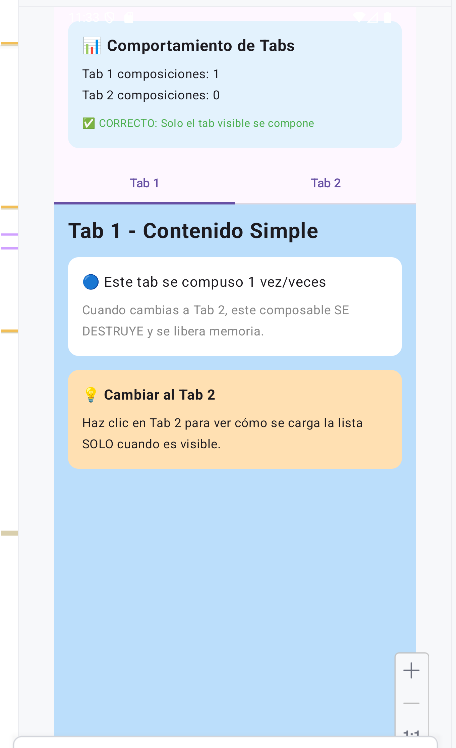 📊 Comportamiento de Tabs
Tab 1 composiciones: 1
Tab 2 composiciones: 0
✅ CORRECTO: Solo el tab visible se compone
Tab 1
Tab 2
Tab 1 - Contenido Simple
🔵 Este tab se compuso 1 vez/veces
Cuando cambias a Tab 2, este composable SE
DESTRUYE y se libera memoria.
💡 Cambiar al Tab 2
Haz clic en Tab 2 para ver cómo se carga la lista
SOLO cuando es visible.
1:1